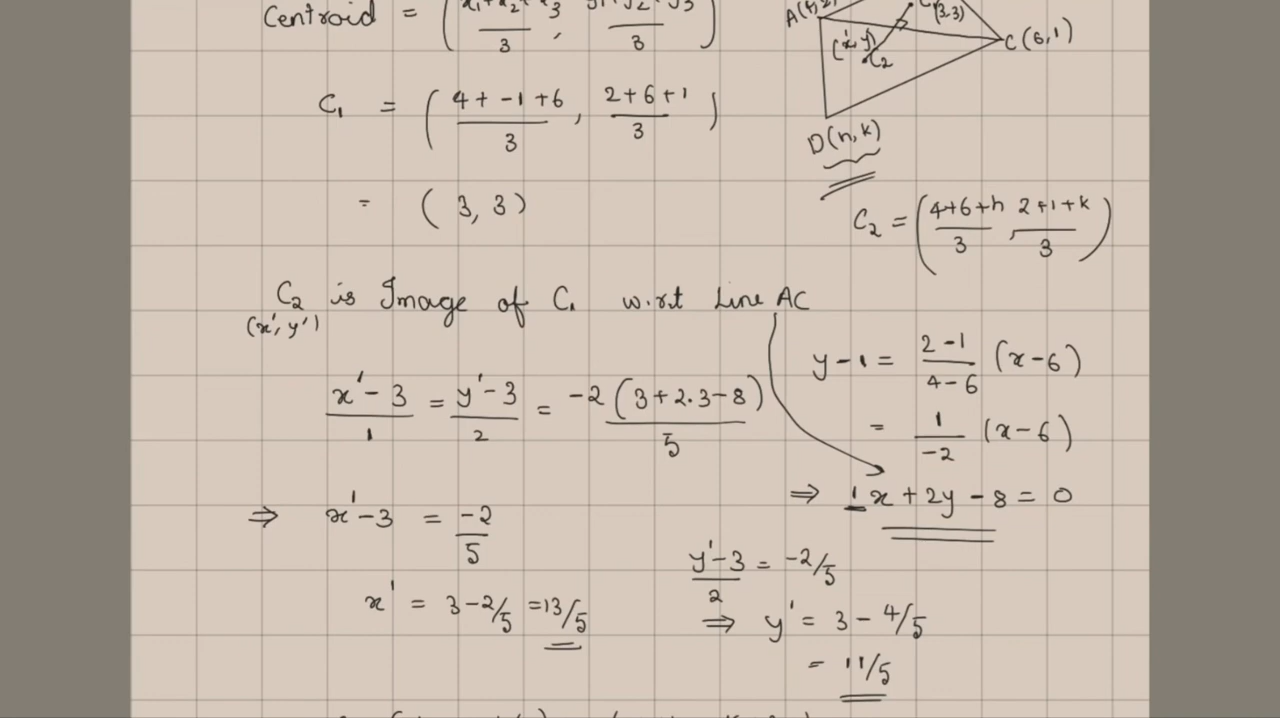 Centroid = ( x₁+x₂+x₃ / 3 , y₁+y₂+y₃ / 3 )
A(4,2)
C₁(3,3)
C(6,1)
(x',y')
C₂
D(h,k)
C₁ = ( 4+-1+6 / 3 , 2+6+1 / 3 )
= ( 3, 3 )
C₂ = ( 4+6+h / 3 , 2+1+k / 3 )
C₂ is Image of C₁ w.r.t Line AC
(x', y')
x'-3 / 1 = y'-3 / 2 = -2 ( 3+2.3-8 ) / 5
y-1 = 2-1 / 4-6 (x-6)
= 1 / -2 (x-6)
⇒ 1x+2y-8=0
⇒ x'-3 = -2 / 5
x' = 3-2/5 =13/5
y'-3 / 2 = -2/5
⇒ y' = 3 - 4/5
= 11/5